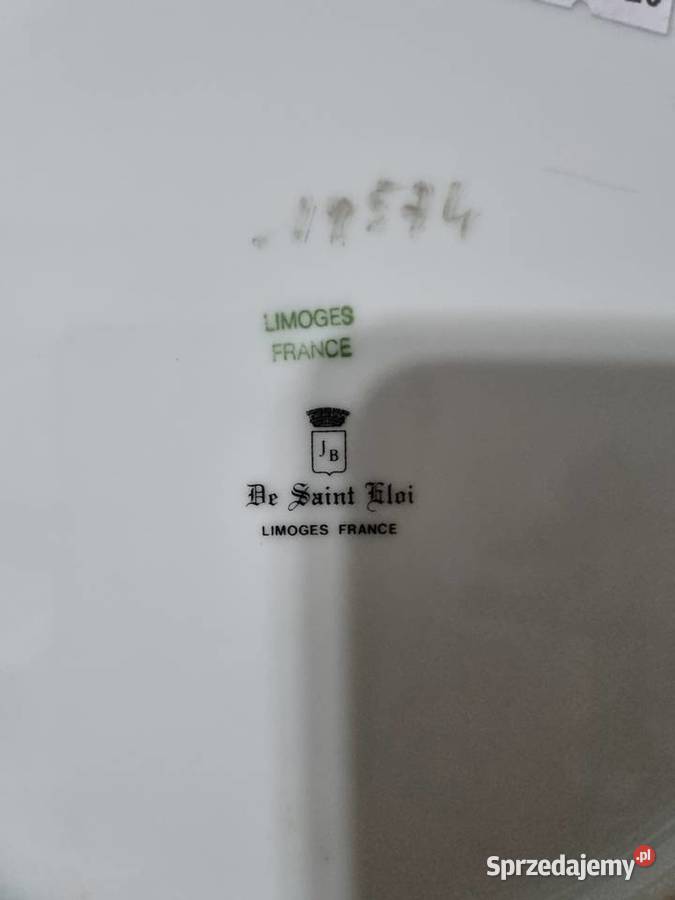 LIMOGES
FRANCE
JB
De Saint Eloi
LIMOGES FRANCE
Sprzedajemy.pl